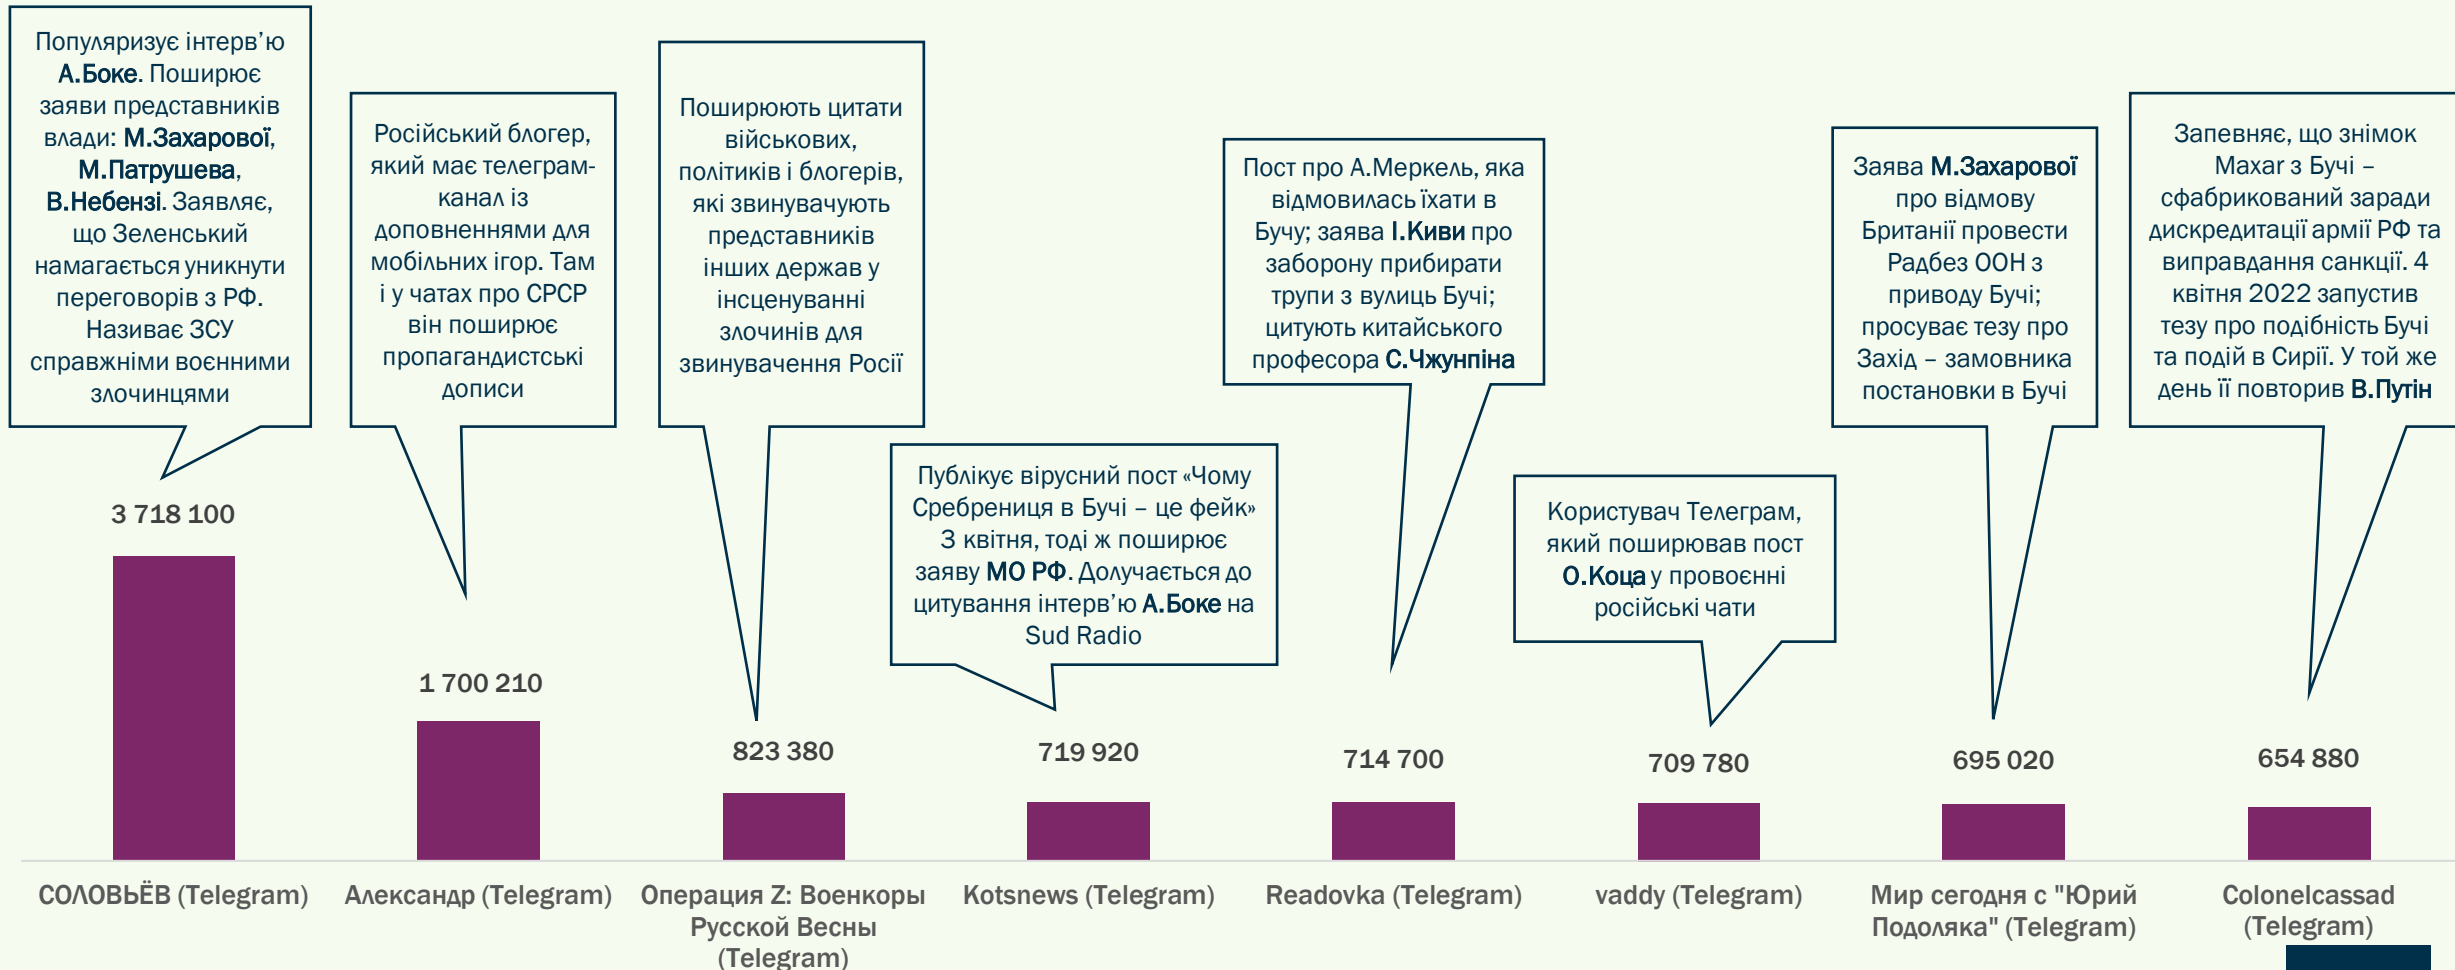 Популяризує інтерв’ю
А.Боке. Поширює
заяви представників
влади: М.Захарової,
М.Патрушева,
В.Небензі. Заявляє,
що Зеленський
намагається уникнути
переговорів з РФ.
Називає ЗСУ
справжніми воєнними
злочинцями
Російський блогер,
який має телеграм-
канал із
доповненнями для
мобільних ігор. Там
і у чатах про СРСР
він поширює
пропагандистські
дописи
Поширюють цитати
військових,
політиків і блогерів,
які звинувачують
представників
інших держав у
інсценуванні
злочинів для
звинувачення Росії
Публікує вірусний пост «Чому
Сребрениця в Бучі – це фейк»
3 квітня, тоді ж поширює
заяву МО РФ. Долучається до
цитування інтерв’ю А.Боке на
Sud Radio
Пост про А.Меркель, яка
відмовилась їхати в
Бучу; заява І.Киви про
заборону прибирати
трупи з вулиць Бучі;
цитують китайського
професора С.Чжунпіна
Користувач Телеграм,
який поширював пост
О.Коца у провоєнні
російські чати
Заява М.Захарової
про відмову
Британії провести
Радбез ООН з
приводу Бучі;
просуває тезу про
Захід – замовника
постановки в Бучі
Запевняє, що знімок
Maxar з Бучі –
сфабрикований заради
дискредитації армії РФ та
виправдання санкції. 4
квітня 2022 запустив
тезу про подібність Бучі
та подій в Сирії. У той же
день її повторив В.Путін
3 718 100
1 700 210
823 380
719 920
714 700
709 780
695 020
654 880
СОЛОВЬЁВ (Telegram)
Александр (Telegram)
Операция Z: Военкоры
Русской Весны
(Telegram)
Kotsnews (Telegram)
Readovka (Telegram)
vaddy (Telegram)
Мир сегодня с "Юрий
Подоляка" (Telegram)
Colonelcassad
(Telegram)